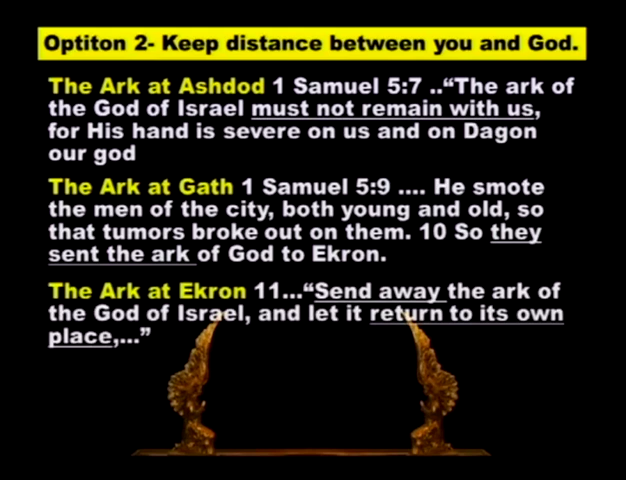 Optiton 2- Keep distance between you and God.
The Ark at Ashdod 1 Samuel 5:7 ..“The ark of
the God of Israel must not remain with us,
for His hand is severe on us and on Dagon
our god
The Ark at Gath 1 Samuel 5:9 .... He smote
the men of the city, both young and old, so
that tumors broke out on them. 10 So they
sent the ark of God to Ekron.
The Ark at Ekron 11...“Send away the ark of
the God of Israel, and let it return to its own
place,...”